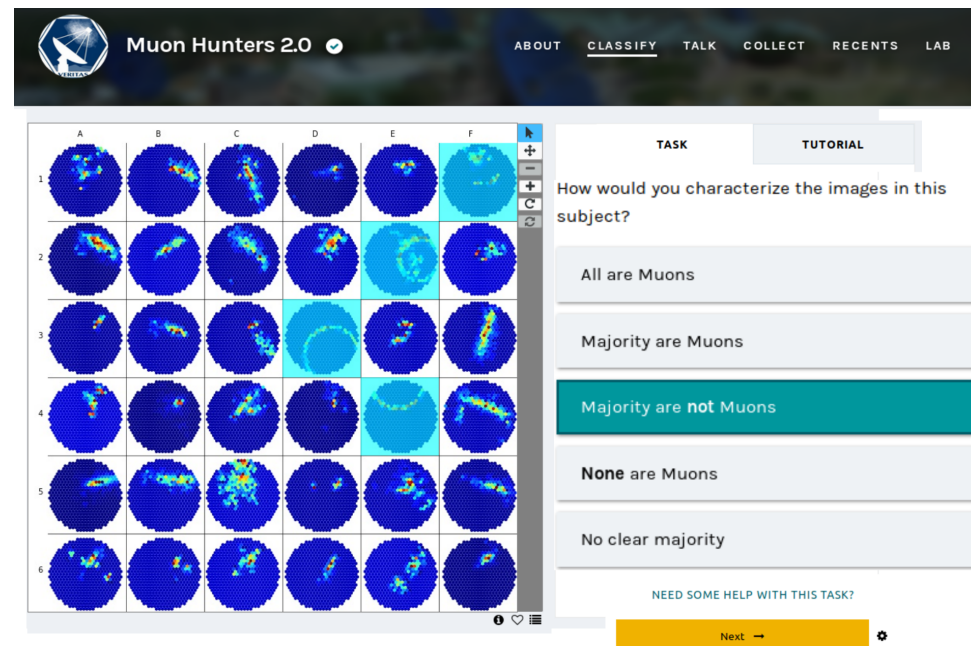 VERITAS
Muon Hunters 2.0
ABOUT CLASSIFY TALK COLLECT RECENTS LAB
A B C D E F
1
2
3
4
5
6
TASK TUTORIAL
How would you characterize the images in this
subject?
All are Muons
Majority are Muons
Majority are not Muons
None are Muons
No clear majority
NEED SOME HELP WITH THIS TASK?
Next →